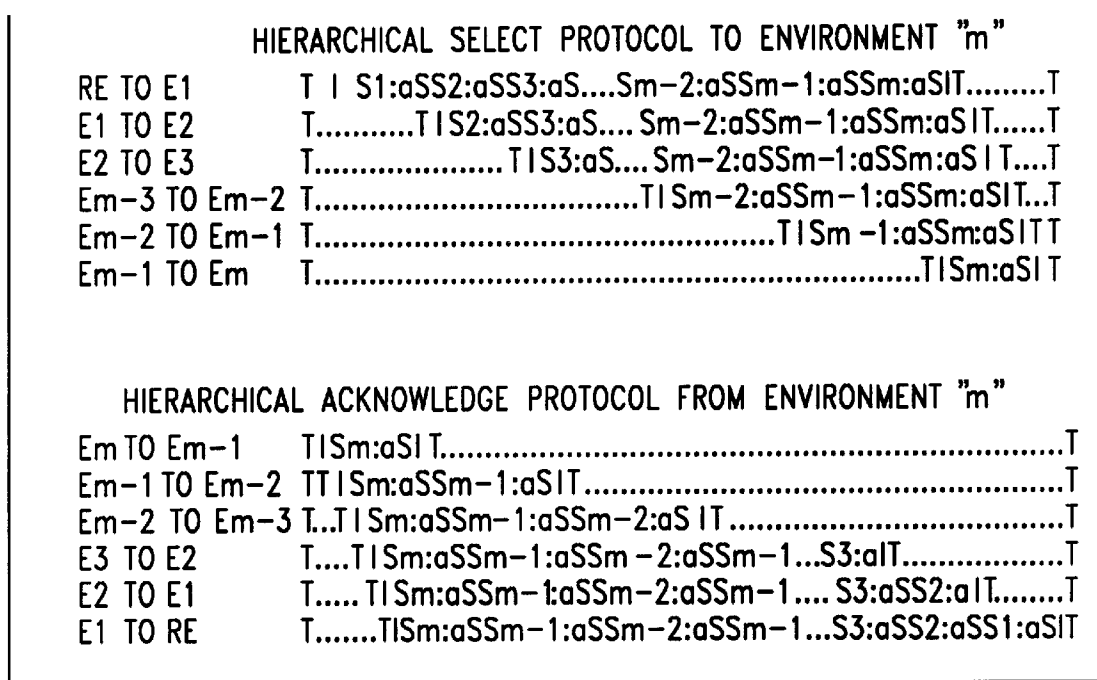 HIERARCHICAL SELECT PROTOCOL TO ENVIRONMENT "m"
RE TO E1 T I S1:aSS2:aSS3:aS....Sm-2:aSSm-1:aSSm:aSIT.........T
E1 TO E2 T...........TIS2:aSS3:aS.... Sm-2:aSSm-1:aSSm:aSIT......T
E2 TO E3 T.....................TIS3:aS.... Sm-2:aSSm-1:aSSm:aSIT....T
Em-3 TO Em-2 T....................................TISm-2:aSSm-1:aSSm:aSIT...T
Em-2 TO Em-1 T....................................................TISm-1:aSSm:aSITT
Em-1 TO Em T.....................................................................TISm:aSIT
HIERARCHICAL ACKNOWLEDGE PROTOCOL FROM ENVIRONMENT "m"
Em TO Em-1 TISm:aSIT......................................................................T
Em-1 TO Em-2 TTISm:aSSm-1:aSIT......................................................T
Em-2 TO Em-3 T...TISm:aSSm-1:aSSm-2:aSIT.....................................T
E3 TO E2 T....TISm:aSSm-1:aSSm-2:aSSm-1...S3:aIT..................T
E2 TO E1 T.....TISm:aSSm-1:aSSm-2:aSSm-1.... S3:aSS2:aIT........T
E1 TO RE T.......TISm:aSSm-1:aSSm-2:aSSm-1...S3:aSS2:aSS1:aSIT